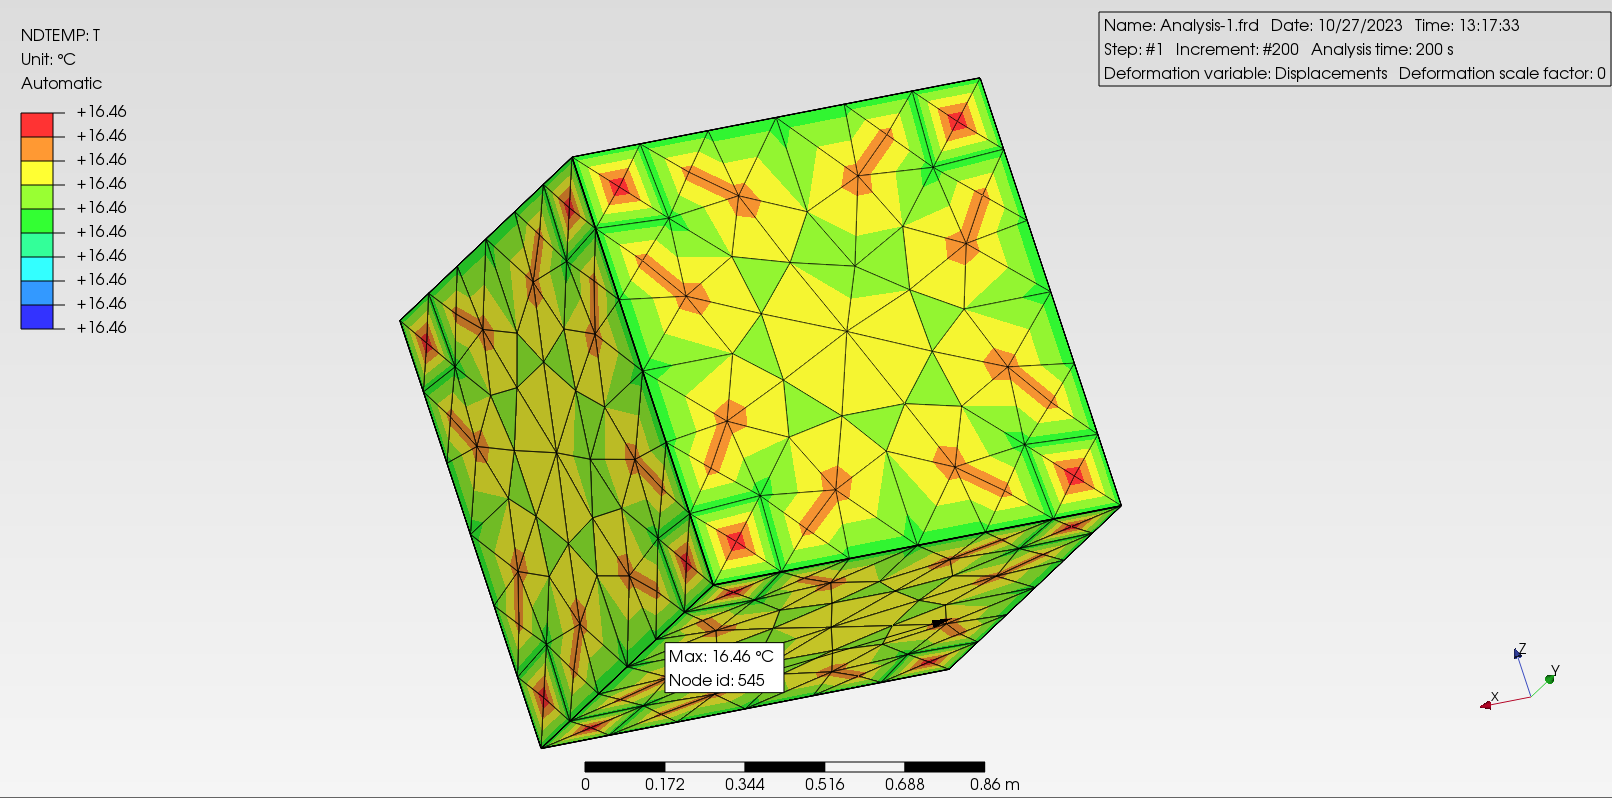 NDTEMP: T
Unit: °C
Automatic
+16.46
+16.46
+16.46
+16.46
+16.46
+16.46
+16.46
+16.46
+16.46
+16.46
Name: Analysis-1.frd Date: 10/27/2023 Time: 13:17:33
Step: #1 Increment: #200 Analysis time: 200 s
Deformation variable: Displacements Deformation scale factor: 0
Max: 16.46 °C
Node id: 545
Z
Y
X
0 0.172 0.344 0.516 0.688 0.86 m